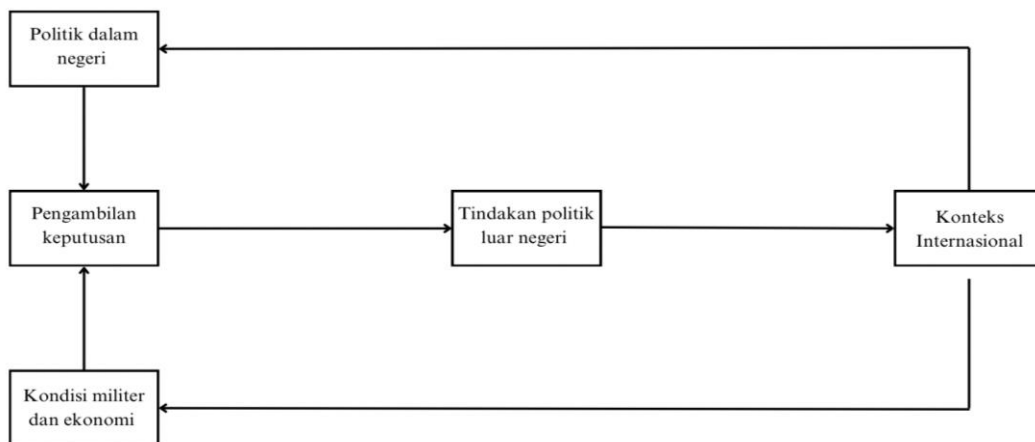 Politik dalam
negeri
Pengambilan
keputusan
Tindakan politik
luar negeri
Konteks
Internasional
Kondisi militer
dan ekonomi